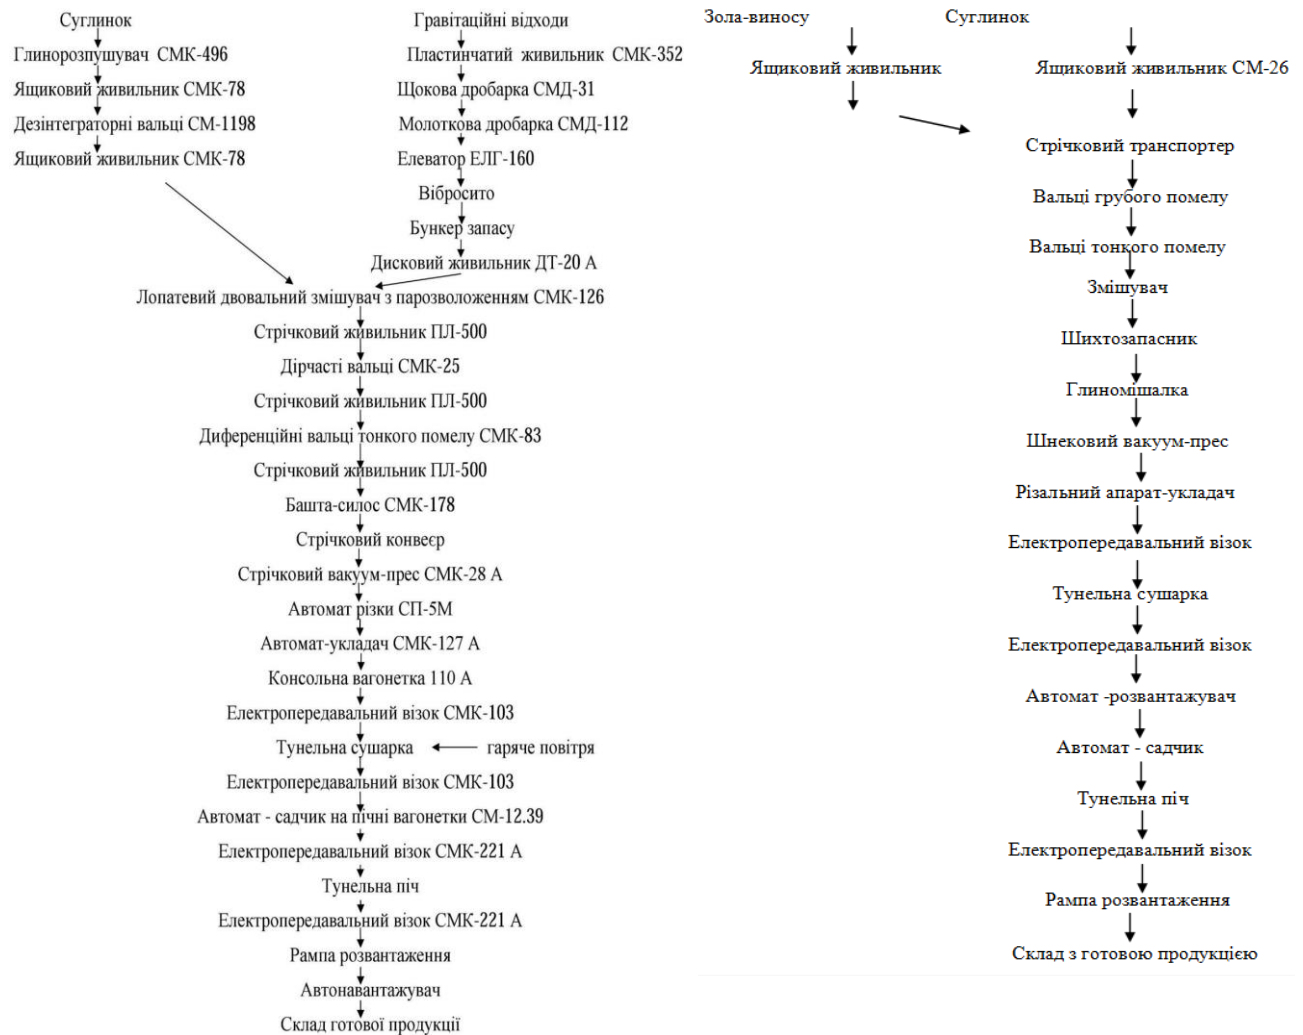 Суглинок
Глинорозпушувач СМК-496
Ящиковий живильник СМК-78
Дезінтеграторні вальці СМ-1198
Ящиковий живильник СМК-78
Гравітаційні відходи
Пластинчатий живильник СМК-352
Щокова дробарка СМД-31
Молоткова дробарка СМД-112
Елеватор ЕЛГ-160
Вібросито
Бункер запасу
Дисковий живильник ДТ-20 А
Лопатевий двовальний змішувач з парозволоженням СМК-126
Стрічковий живильник ПЛ-500
Дірчасті вальці СМК-25
Стрічковий живильник ПЛ-500
Диференційні вальці тонкого помелу СМК-83
Стрічковий живильник ПЛ-500
Башта-силос СМК-178
Стрічковий конвеєр
Стрічковий вакуум-прес СМК-28 А
Автомат різки СП-5М
Автомат-укладач СМК-127 А
Консольна вагонетка 110 А
Електропередавальний візок СМК-103
Тунельна сушарка
гаряче повітря
Електропередавальний візок СМК-103
Автомат - садчик на пічні вагонетки СМ-12.39
Електропередавальний візок СМК-221 А
Тунельна піч
Електропередавальний візок СМК-221 А
Рампа розвантаження
Автонавантажувач
Склад готової продукції
Зола-виносу
Ящиковий живильник
Суглинок
Ящиковий живильник СМ-26
Стрічковий транспортер
Вальці грубого помелу
Вальці тонкого помелу
Змішувач
Шихтозапасник
Глиномішалка
Шнековий вакуум-прес
Різальний апарат-укладач
Електропередавальний візок
Тунельна сушарка
Електропередавальний візок
Автомат -розвантажувач
Автомат - садчик
Тунельна піч
Електропередавальний візок
Рампа розвантаження
Склад з готовою продукцією